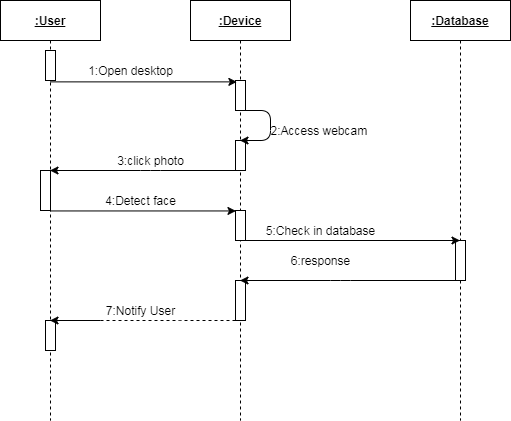 :User
:Device
:Database
1:Open desktop
2:Access webcam
3:click photo
4:Detect face
5:Check in database
6:response
7:Notify User